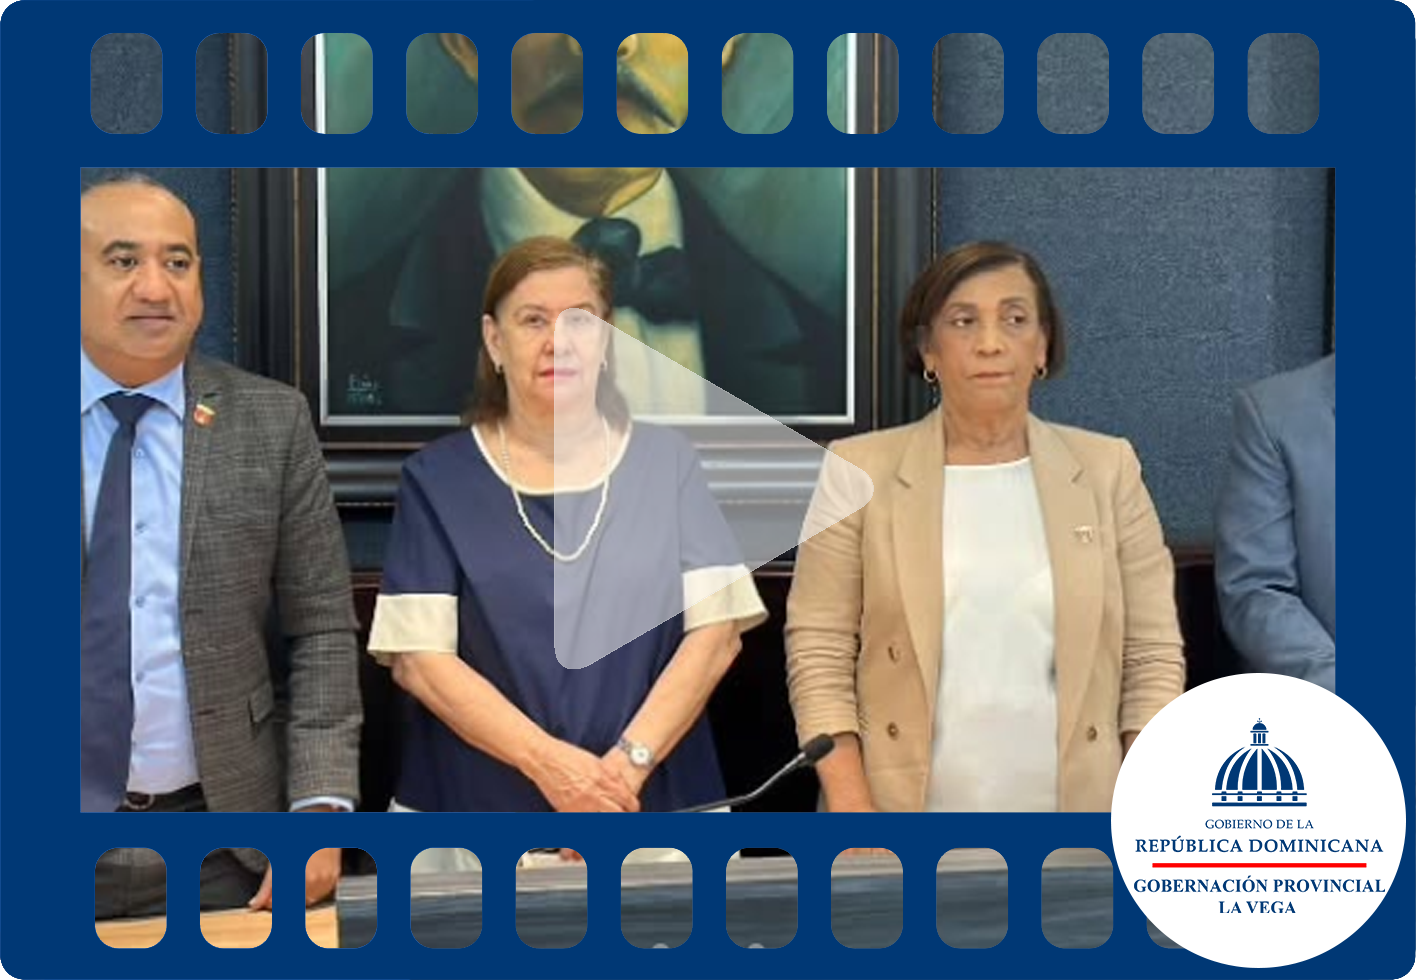 GOBIERNO DE LA
REPÚBLICA DOMINICANA
GOBERNACIÓN PROVINCIAL
LA VEGA